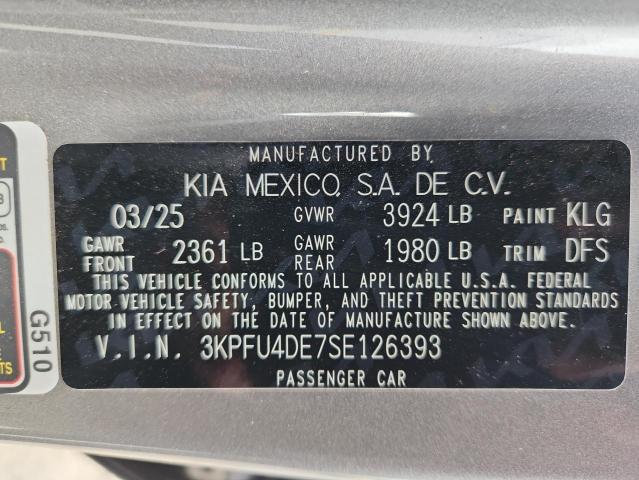 MANUFACTURED BY
KIA MEXICO, S.A. DE C.V.
03/25 GVWR 3924 LB PAINT KLG
GAWR FRONT 2361 LB GAWR REAR 1980 LB TRIM DFS
THIS VEHICLE CONFORMS TO ALL APPLICABLE U.S.A. FEDERAL
MOTOR VEHICLE SAFETY, BUMPER, AND THEFT PREVENTION STANDARDS
IN EFFECT ON THE DATE OF MANUFACTURE SHOWN ABOVE.
V.I.N. 3KPFU4DE7SE126393
PASSENGER CAR
G510